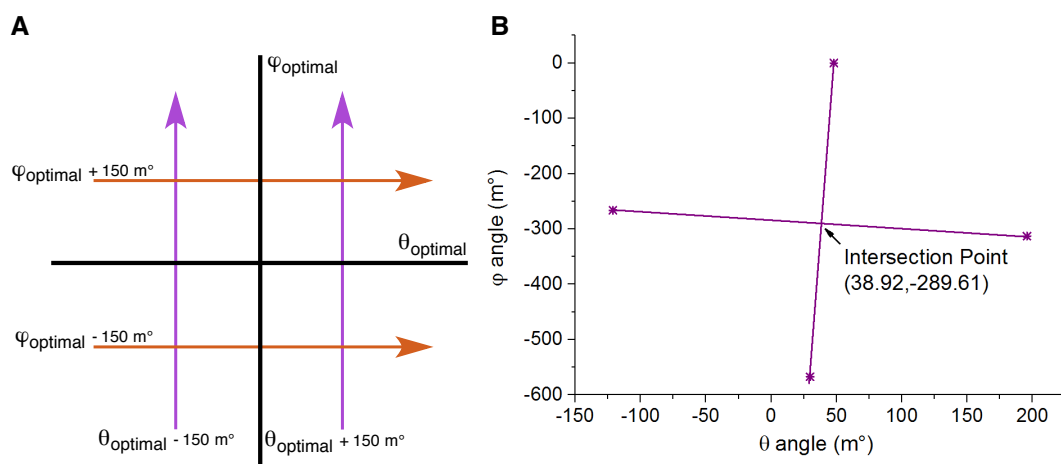 A
φoptimal
φoptimal + 150 m°
θoptimal
φoptimal - 150 m°
θoptimal - 150 m°
θoptimal + 150 m°
B
0
-100
-200
-300
-400
-500
-600
φ angle (m°)
Intersection Point
(38.92,-289.61)
-150
-100
-50
0
50
100
150
200
θ angle (m°)